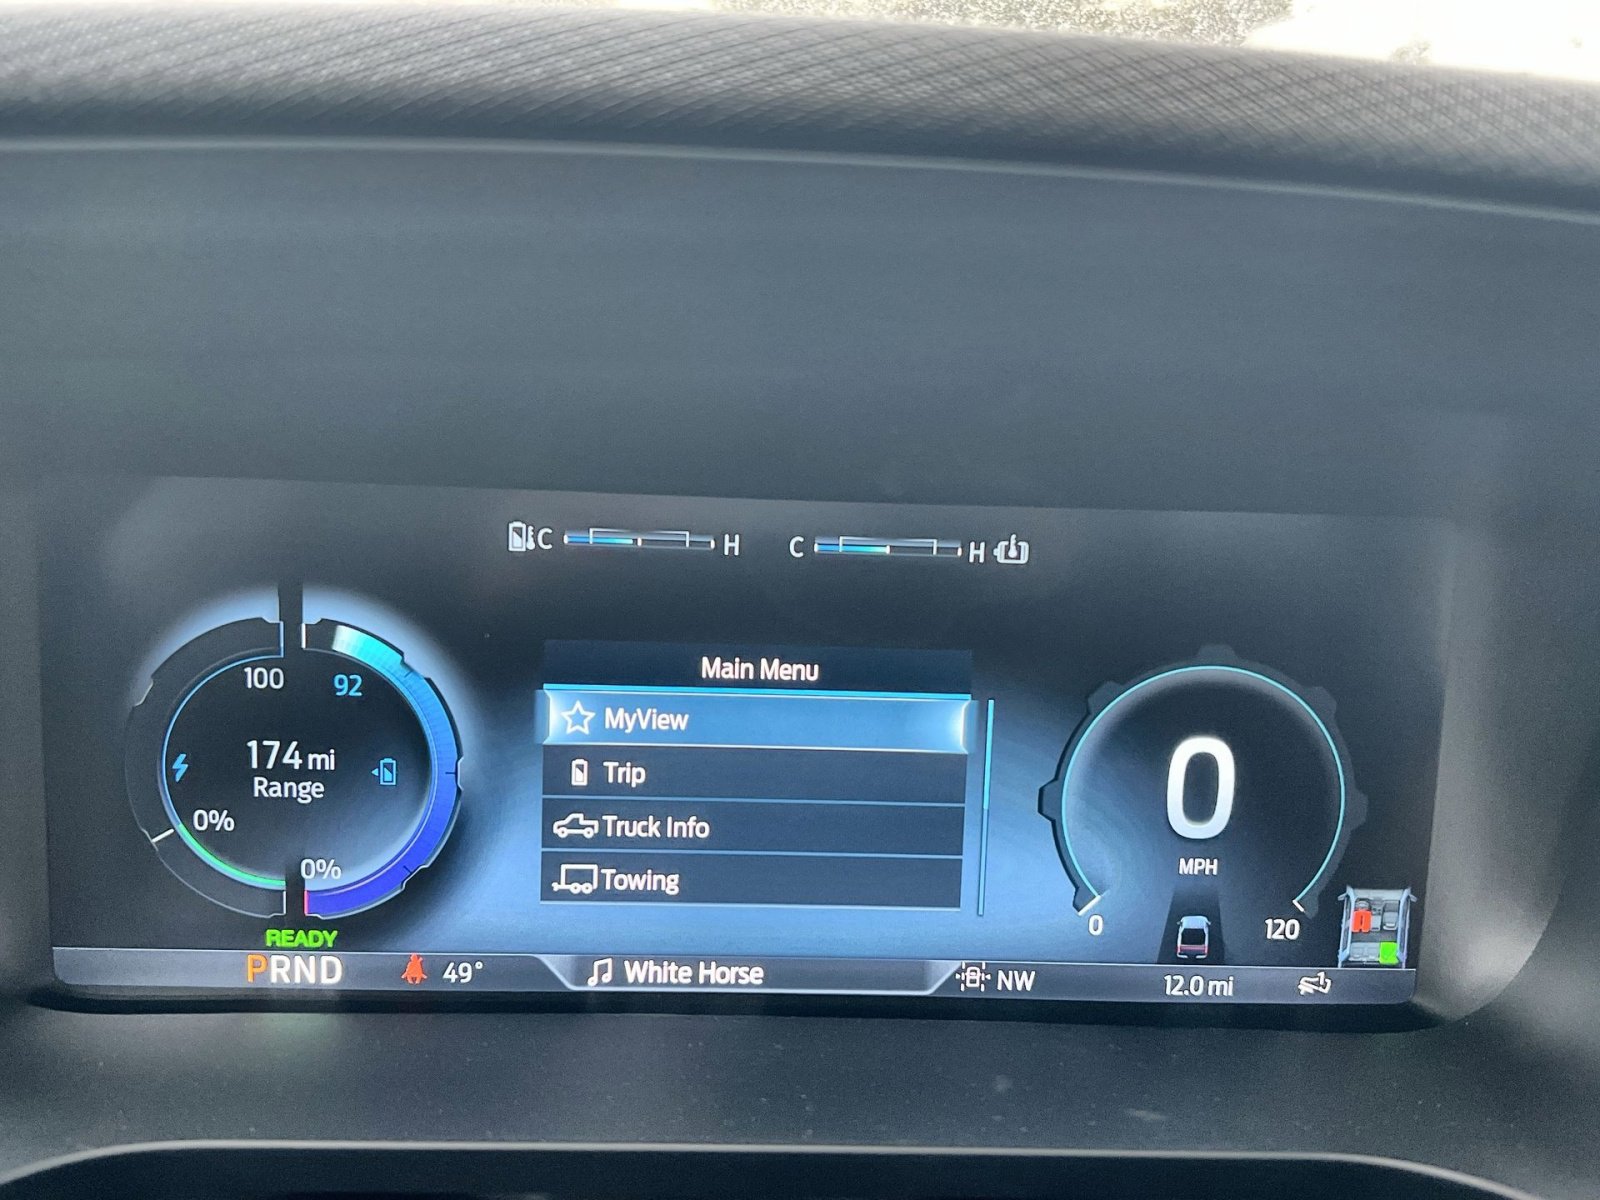 C H
C H
100 92
174 mi
Range
0%
0%
READY
PRND
49°
Main Menu
MyView
Trip
Truck Info
Towing
White Horse
NW
0
MPH
0 120
12.0 mi